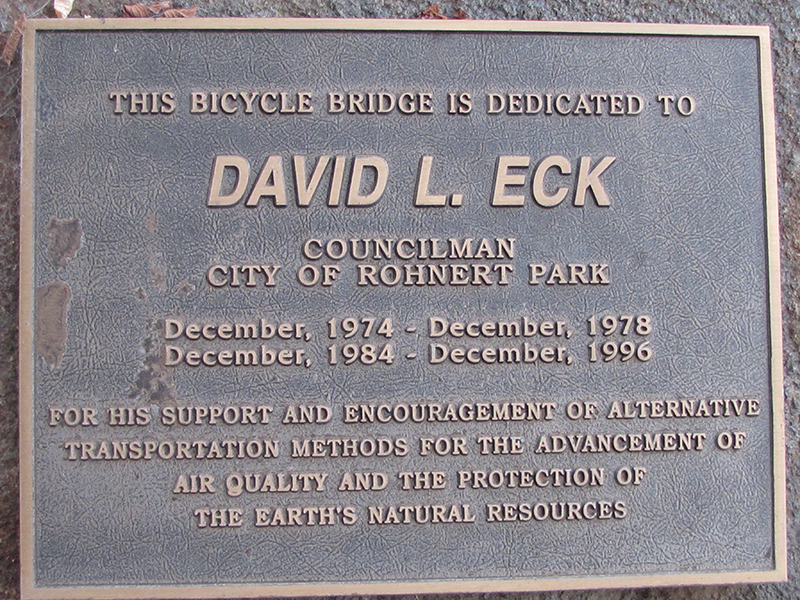 THIS BICYCLE BRIDGE IS DEDICATED TO
DAVID L. ECK
COUNCILMAN
CITY OF ROHNERT PARK
December, 1974 - December, 1978
December, 1984 - December, 1996
FOR HIS SUPPORT AND ENCOURAGEMENT OF ALTERNATIVE
TRANSPORTATION METHODS FOR THE ADVANCEMENT OF
AIR QUALITY AND THE PROTECTION OF
THE EARTH'S NATURAL RESOURCES